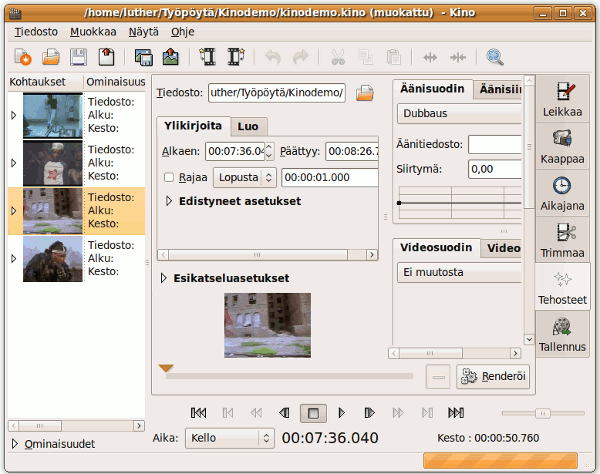 /home/luther/Työpöytä/Kinodemo/kinodemo.kino (muokattu) - Kino
Tiedosto Muokkaa Näytä Ohje
Kohtaukset Ominaisuus
Tiedosto:
Alku:
Kesto:
Tiedosto:
Alku:
Kesto:
Tiedosto:
Alku:
Kesto:
Tiedosto:
Alku:
Kesto:
Ominaisuudet
Tiedosto: uther/Työpöytä/Kinodemo/
Ylikirjoita Luo
Alkaen: 00:07:36.04 Päättyy: 00:08:26.7
Rajaa Lopusta 00:00:01.000
Edistyneet asetukset
Esikatseluasetukset
Äänisuodin Äänisiir
Dubbaus
Äänitiedosto:
Siirtymä: 0,00
Videosuodin Video
Ei muutosta
Renderöi
Leikkaa
Kaappaa
Aikajana
Trimmaa
Tehosteet
Tallennus
Aika: Kello 00:07:36.040 Kesto : 00:00:50.760